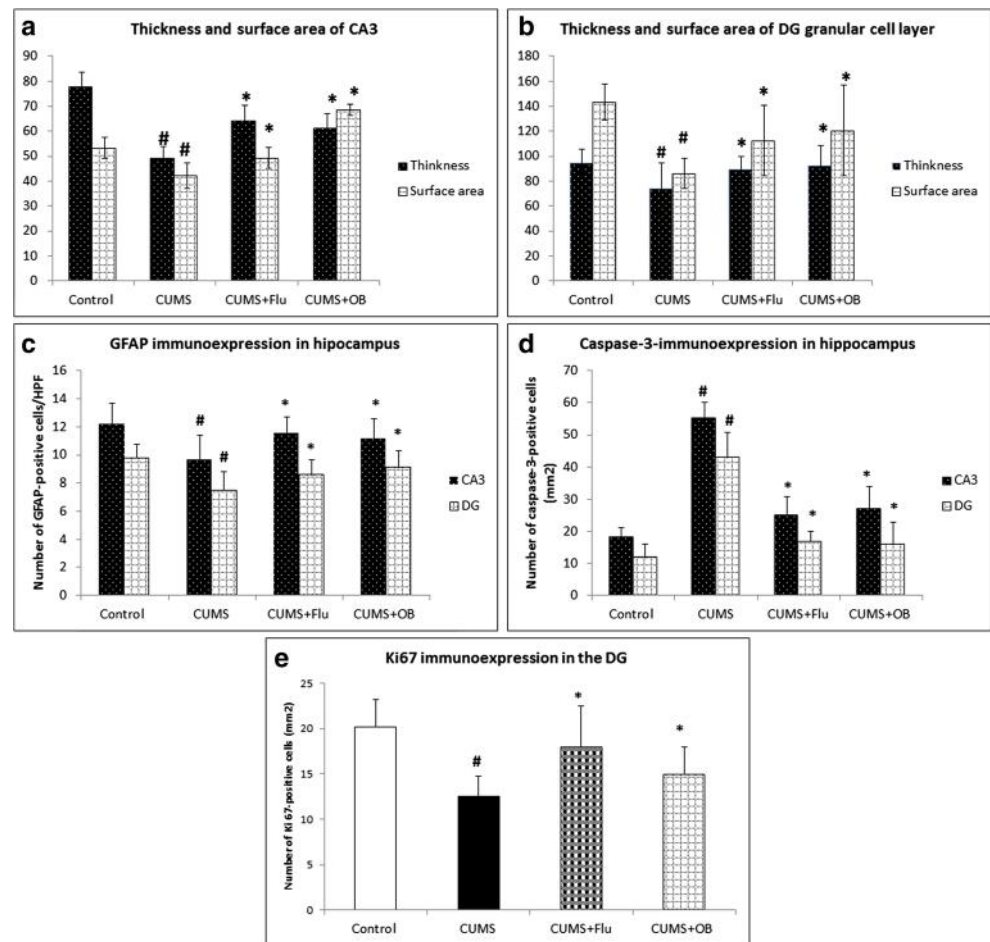 a
Thickness and surface area of CA3
90
80
70
60
50
40
30
20
10
0
* * *
# # *
Control CUMS CUMS+Flu CUMS+OB
Thinkness
Surface area
b
Thickness and surface area of DG granular cell layer
180
160
140
120
100
80
60
40
20
0
* *
# # * *
Control CUMS CUMS+Flu CUMS+OB
Thinkness
Surface area
c
GFAP immunoexpression in hipocampus
Number of GFAP-positive cells/HPF
16
14
12
10
8
6
4
2
0
# * *
# * *
Control CUMS CUMS+Flu CUMS+OB
CA3
DG
d
Caspase-3-immunoexpression in hippocampus
Number of caspase-3-positive cells
(mm2)
70
60
50
40
30
20
10
0
# #
* * * *
Control CUMS CUMS+Flu CUMS+OB
CA3
DG
e
Ki67 immunoexpression in the DG
Number of Ki 67-positive cells (mm2)
25
20
15
10
5
0
# * *
Control CUMS CUMS+Flu CUMS+OB